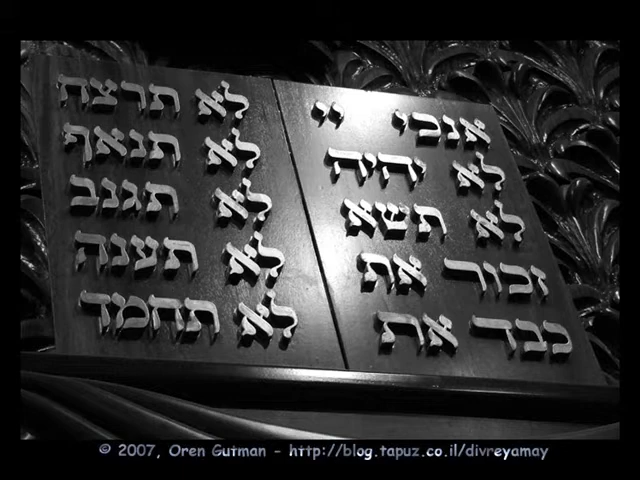 אנכי יי
לא יהיה
לא תשא
זכור את
כבד את
לא תרצח
לא תנאף
לא תגנב
לא תענה
לא תחמד
© 2007, Oren Gutman - http://blog.tapuz.co.il/divreyamay